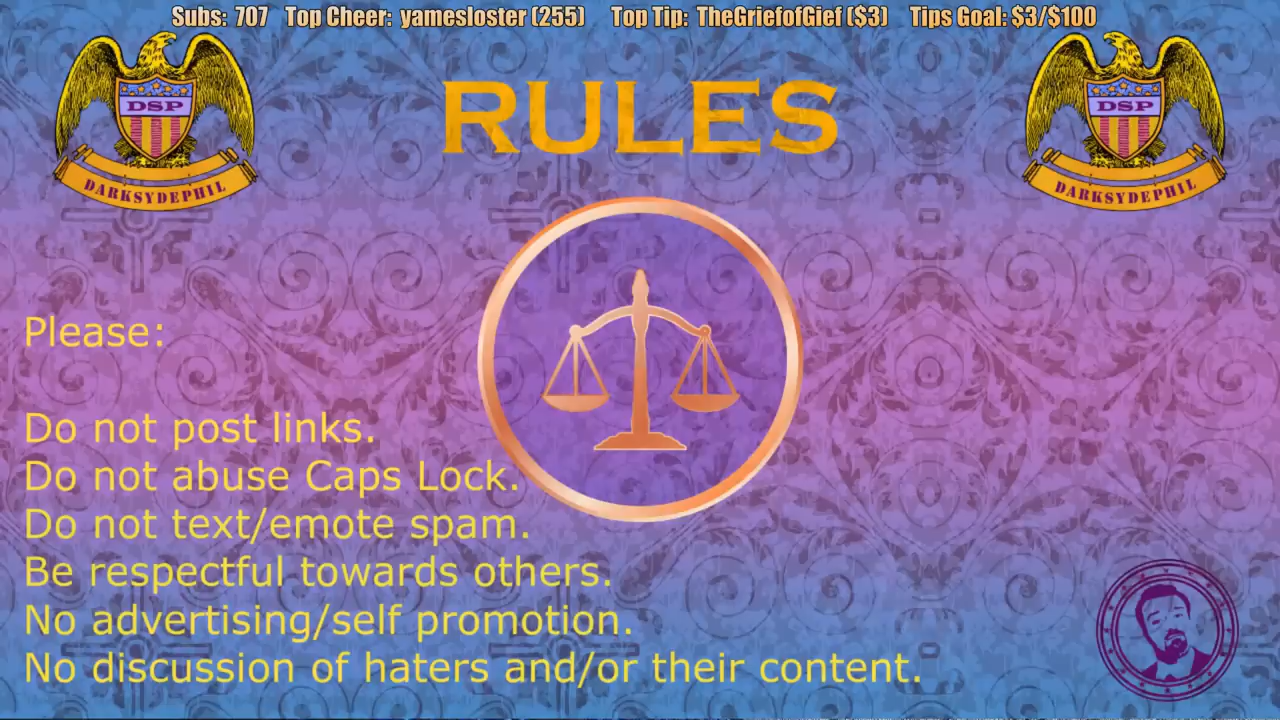 Subs: 707 Top Cheer: yamesloster (255) Top Tip: TheGriefofGief ($3) Tips Goal: $3/$100
DSP
DARKSYDEPHIL
RULES
DSP
DARKSYDEPHIL
Please:
Do not post links.
Do not abuse Caps Lock.
Do not text/emote spam.
Be respectful towards others.
No advertising/self promotion.
No discussion of haters and/or their content.